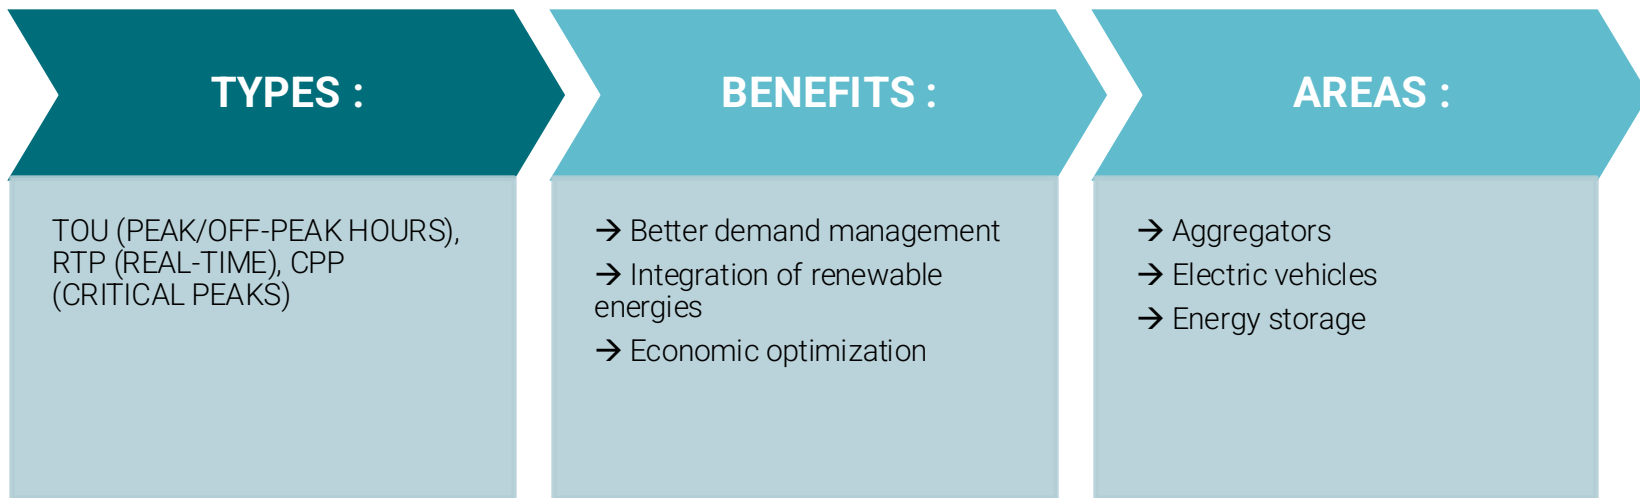 TYPES :
TOU (PEAK/OFF-PEAK HOURS),
RTP (REAL-TIME), CPP
(CRITICAL PEAKS)
BENEFITS :
→ Better demand management
→ Integration of renewable
energies
→ Economic optimization
AREAS :
→ Aggregators
→ Electric vehicles
→ Energy storage